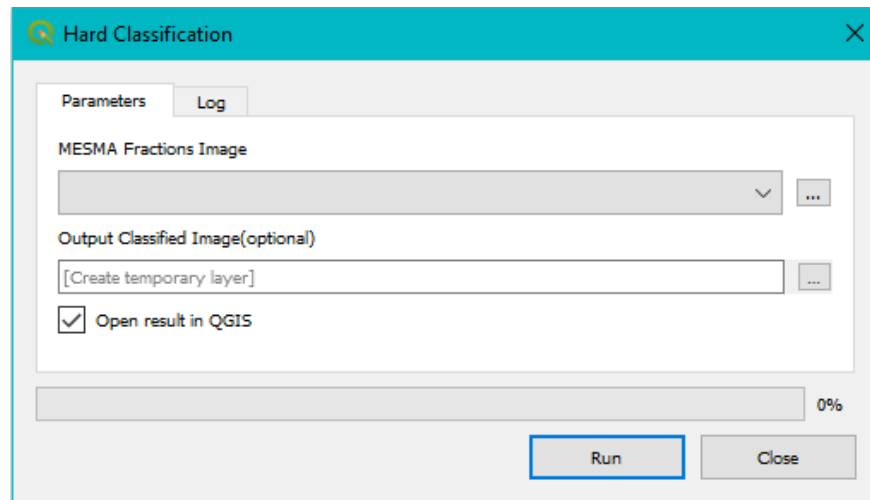 Hard Classification
Parameters
Log
MESMA Fractions Image
...
Output Classified Image(optional)
[Create temporary layer]
...
Open result in QGIS
0%
Run
Close